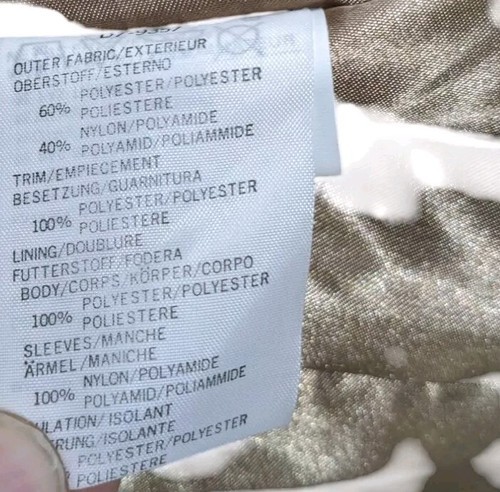 OUTER FABRIC/EXTERIEUR
OBERSTOFF/ESTERNO
POLYESTER/POLYESTER
60% POLIESTERE
NYLON/POLYAMIDE
40% POLYAMID/POLIAMMIDE
TRIM/EMPIECEMENT
BESETZUNG/GUARNITURA
POLYESTER/POLYESTER
100% POLIESTERE
LINING/DOUBLURE
FUTTERSTOFF/FODERA
BODY/CORPS/KÖRPER/CORPO
POLYESTER/POLYESTER
100% POLIESTERE
SLEEVES/MANCHE
ÄRMEL/MANICHE
NYLON/POLYAMIDE
100% POLYAMID/POLIAMMIDE
ULATION/ISOLANT
RUNG/ISOLANTE
POLYESTER/POLYESTER
POLIESTERE